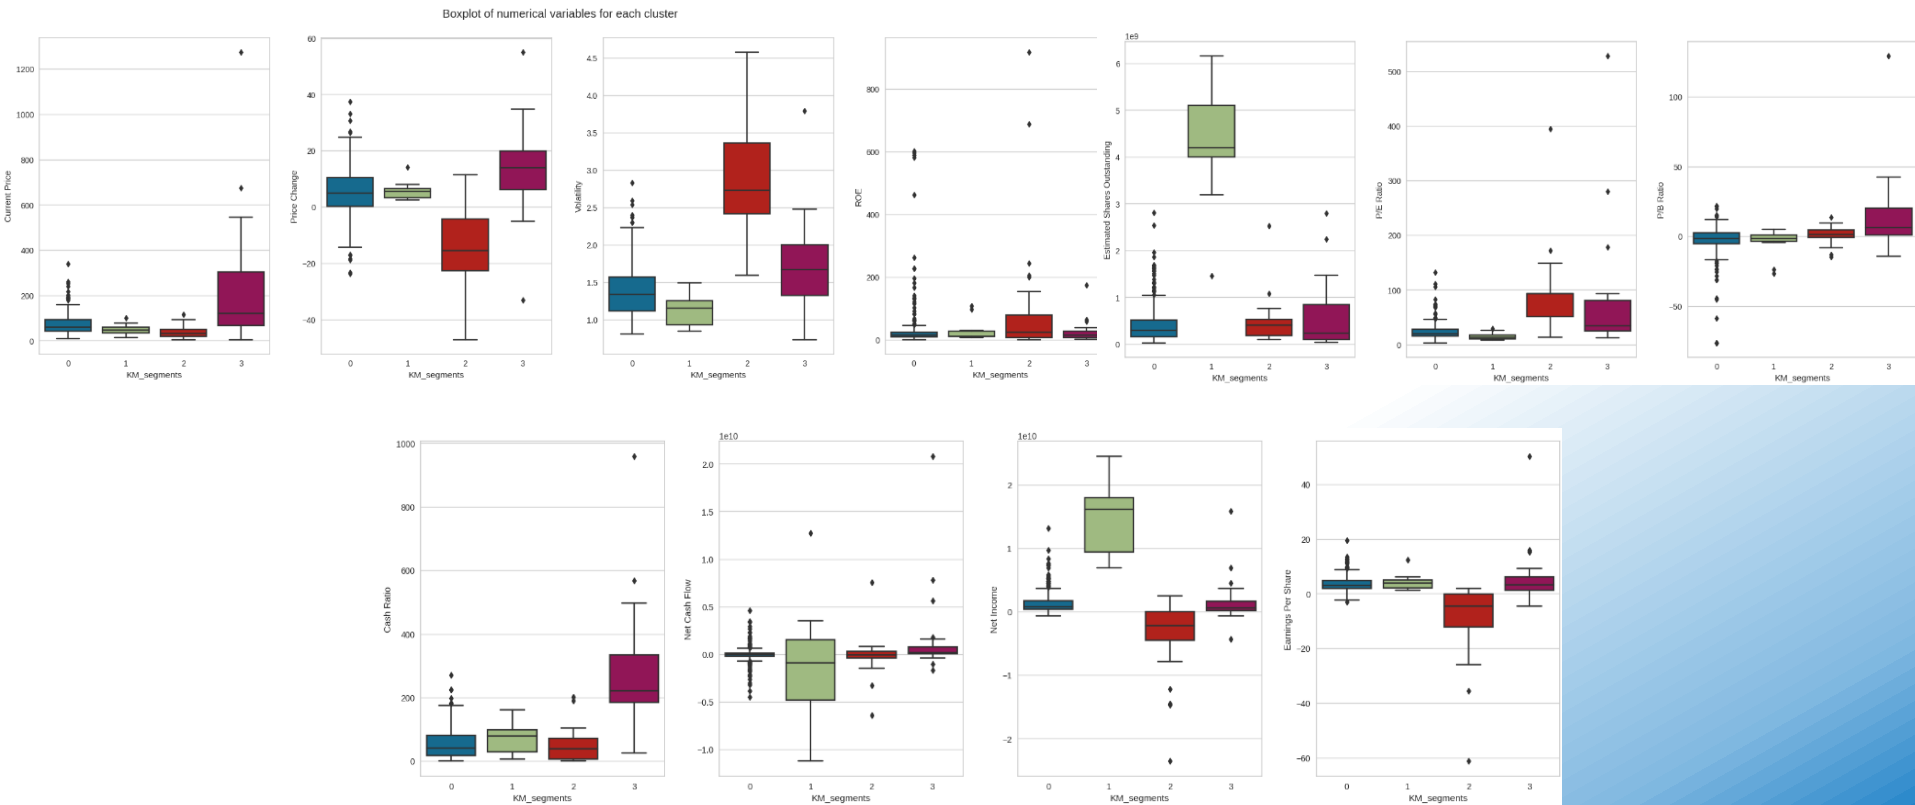 Boxplot of numerical variables for each cluster
Current Price
1200
1000
800
600
400
200
0
0 1 2 3
KM_segments
Price Change
60
40
20
0
−20
−40
0 1 2 3
KM_segments
Volatility
4.5
4.0
3.5
3.0
2.5
2.0
1.5
1.0
0 1 2 3
KM_segments
ROE
800
600
400
200
0
0 1 2 3
KM_segments
1e9
Estimated Shares Outstanding
6
5
4
3
2
1
0
0 1 2 3
KM_segments
P/E Ratio
500
400
300
200
100
0
0 1 2 3
KM_segments
P/B Ratio
100
50
0
−50
0 1 2 3
KM_segments
Cash Ratio
1000
800
600
400
200
0
0 1 2 3
KM_segments
1e10
Net Cash Flow
2.0
1.5
1.0
0.5
0.0
−0.5
−1.0
0 1 2 3
KM_segments
1e10
Net Income
2
1
0
−1
−2
0 1 2 3
KM_segments
Earnings Per Share
40
20
0
−20
−40
−60
0 1 2 3
KM_segments